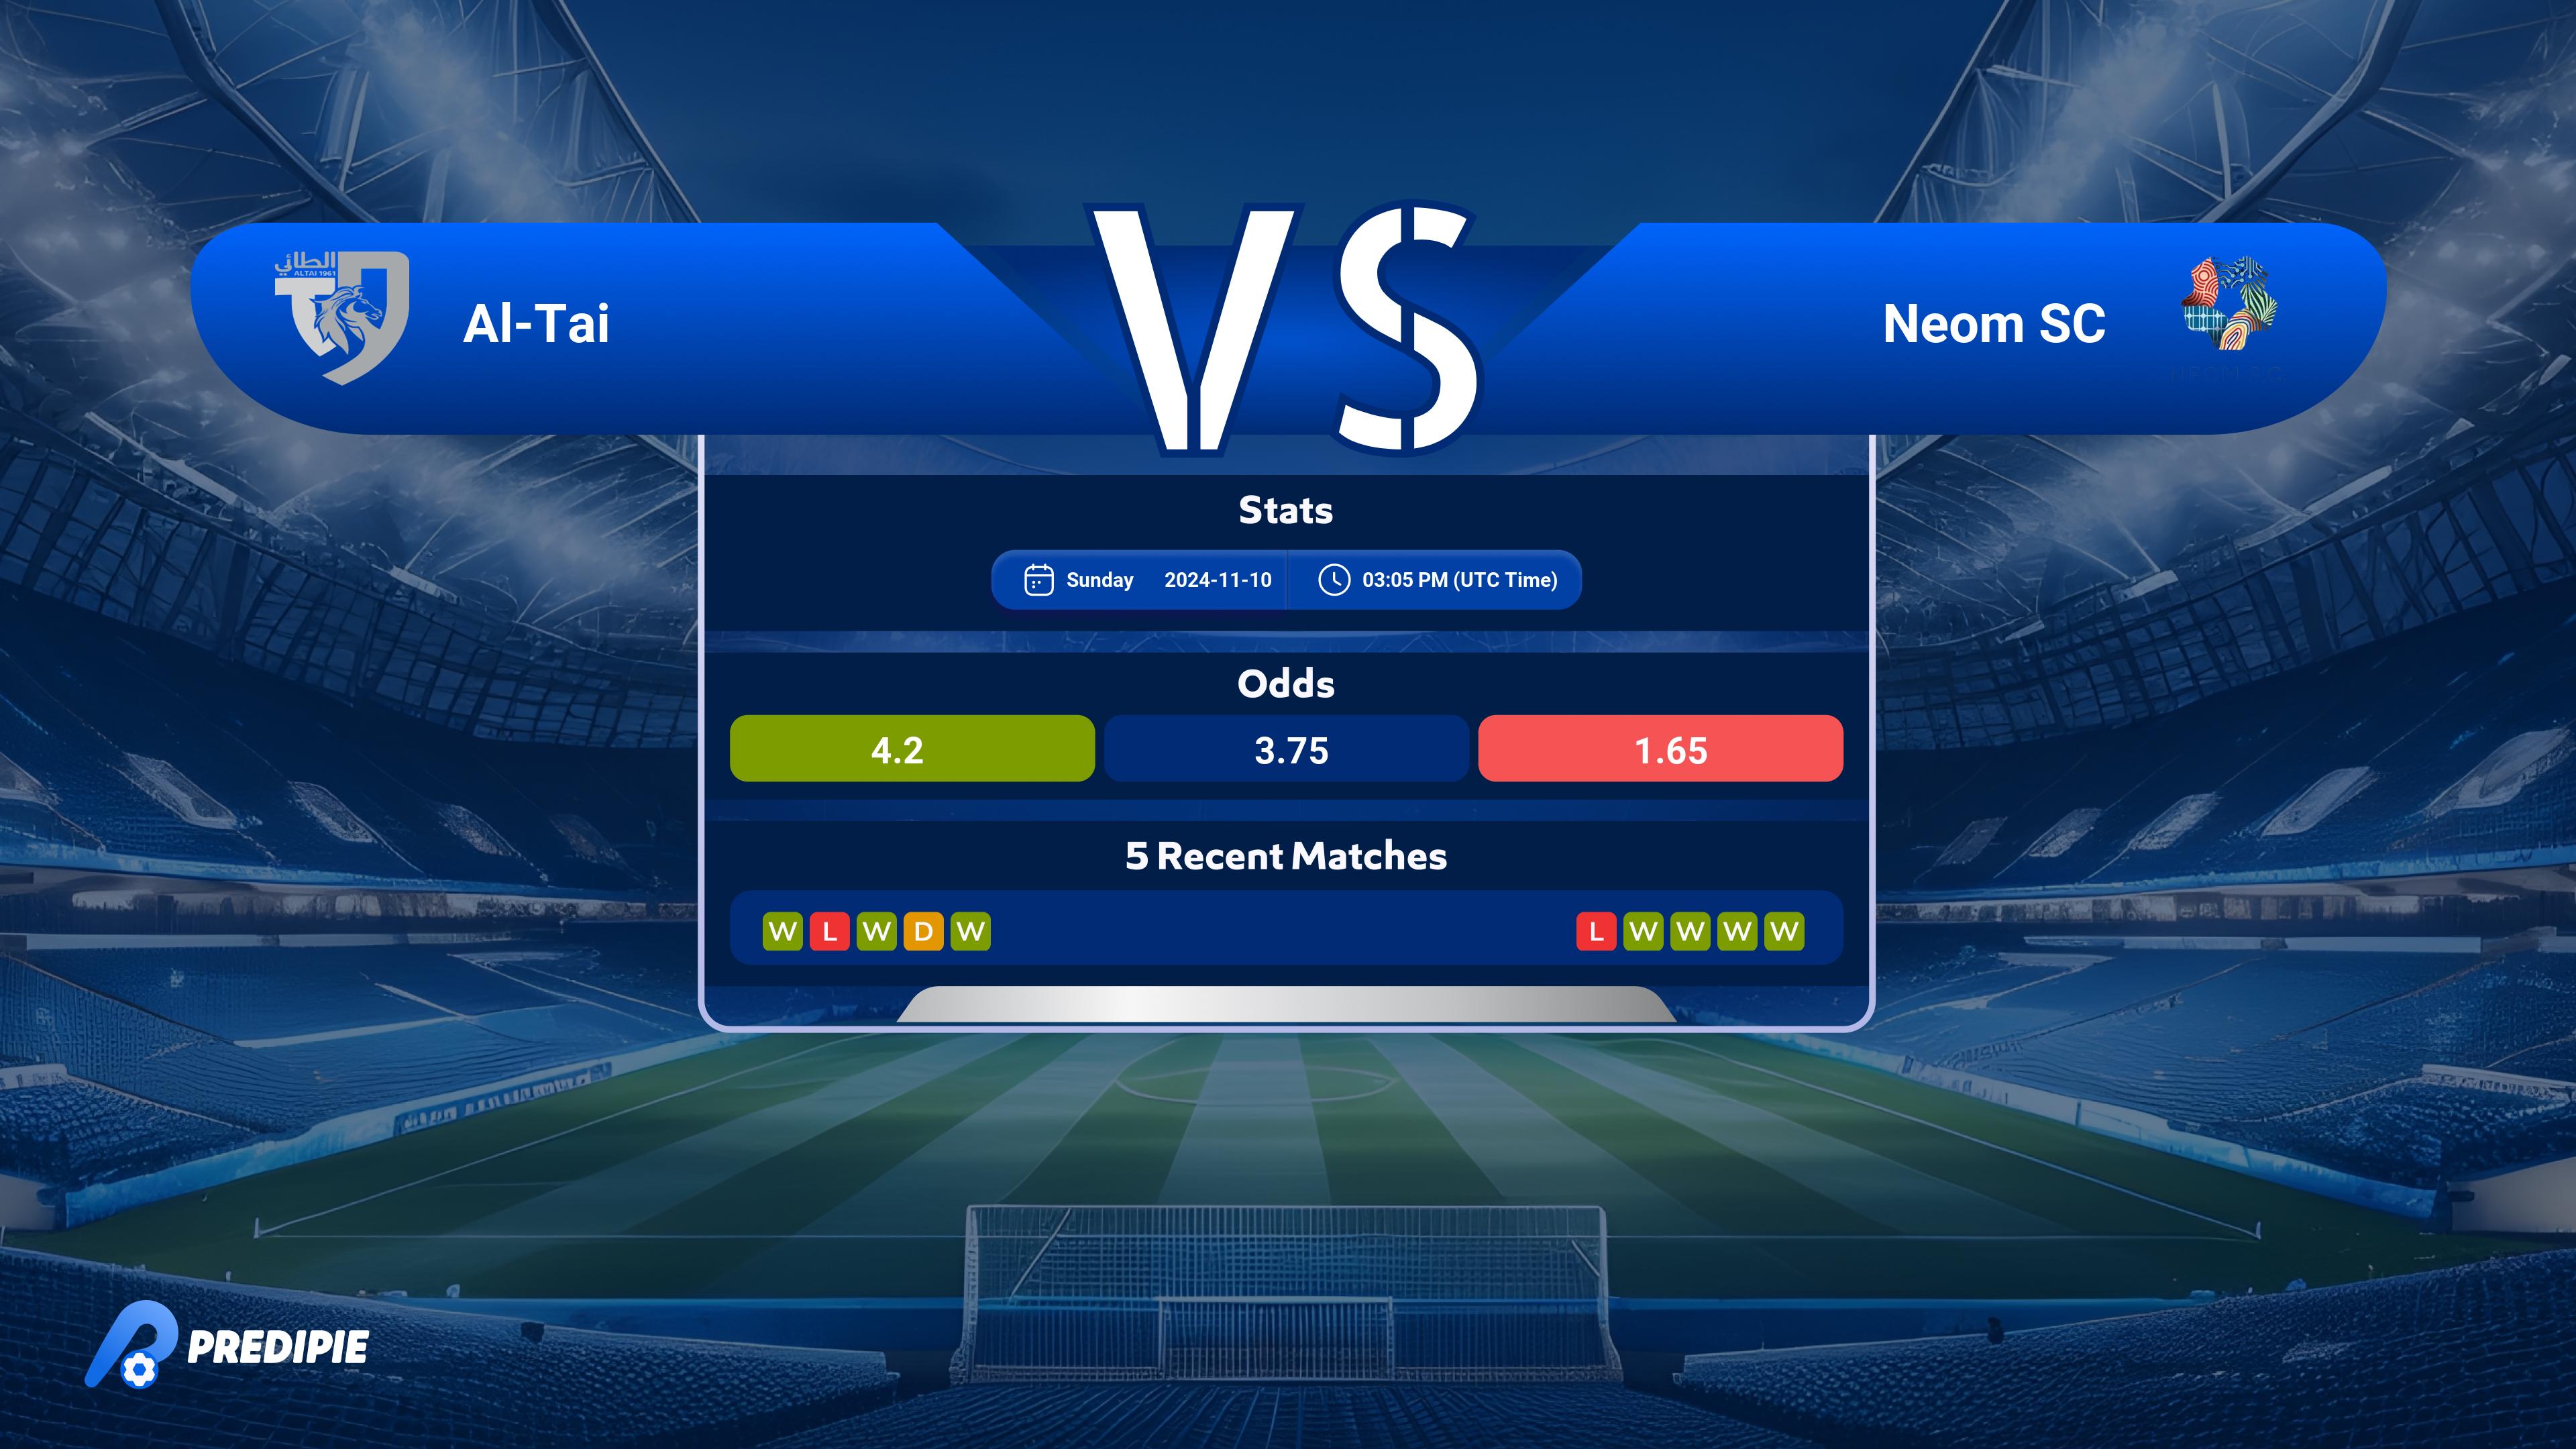 VS
الطائي
ALTAI 1961
Al-Tai
Neom SC
Stats
Sunday 2024-11-10 03:05 PM (UTC Time)
Odds
4.2 3.75 1.65
5 Recent Matches
W L W D W L W W W W
PREDIPIE